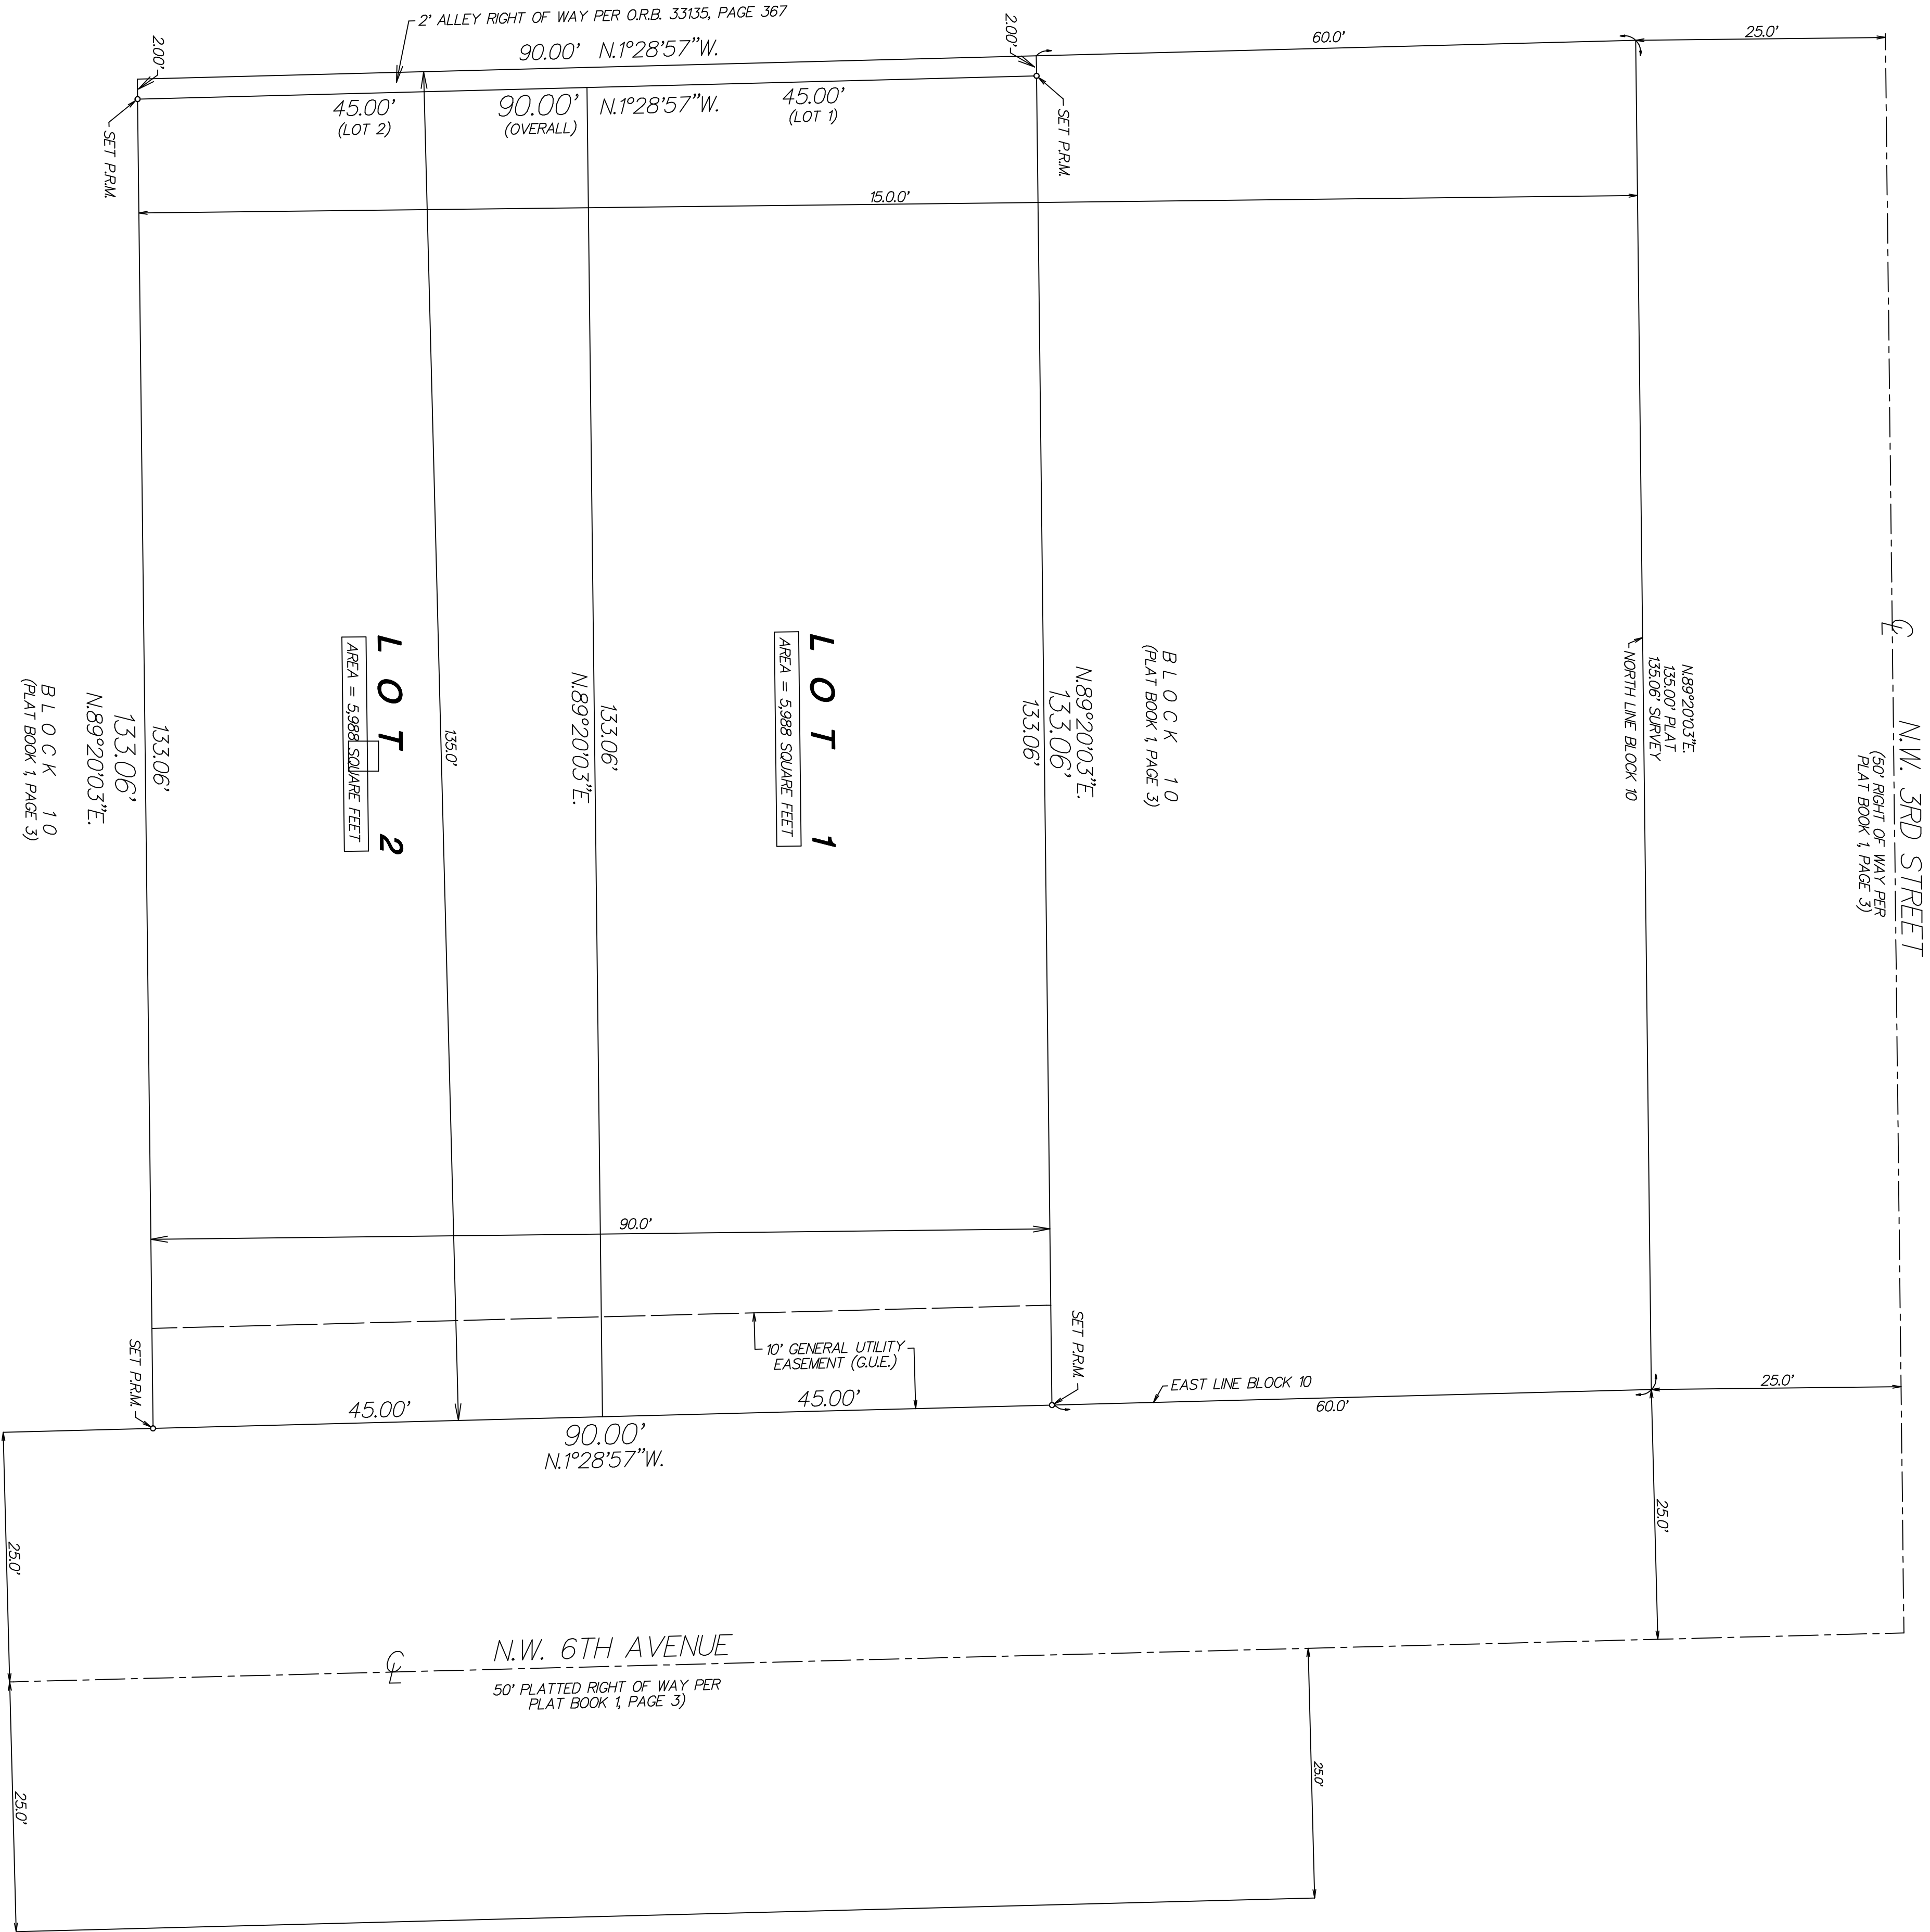 2' ALLEY RIGHT OF WAY PER O.R.B. 33135, PAGE 367
90.00' N.1°28'57"W.
2.00'
2.00'
60.0'
25.0'
SET P.R.M.
45.00'
(LOT 2)
90.00'
(OVERALL)
N.1°28'57"W.
45.00'
(LOT 1)
SET P.R.M.
15.0.0'
N.89°20'03"E.
135.00' PLAT
135.06' SURVEY
NORTH LINE BLOCK 10
C L
N.W. 3RD STREET
(50' RIGHT OF WAY PER
PLAT BOOK 1, PAGE 3)
BLOCK 10
(PLAT BOOK 1, PAGE 3)
N.89°20'03"E.
133.06'
133.06'
LOT 1
AREA = 5,988 SQUARE FEET
133.06'
N.89°20'03"E.
135.0'
LOT 2
AREA = 5,988 SQUARE FEET
133.06'
133.06'
N.89°20'03"E.
BLOCK 10
(PLAT BOOK 1, PAGE 3)
90.0'
10' GENERAL UTILITY
EASEMENT (G.U.E.)
SET P.R.M.
SET P.R.M.
EAST LINE BLOCK 10
60.0'
25.0'
45.00'
45.00'
90.00'
N.1°28'57"W.
25.0'
25.0'
C L
N.W. 6TH AVENUE
50' PLATTED RIGHT OF WAY PER
PLAT BOOK 1, PAGE 3)
25.0'
25.0'